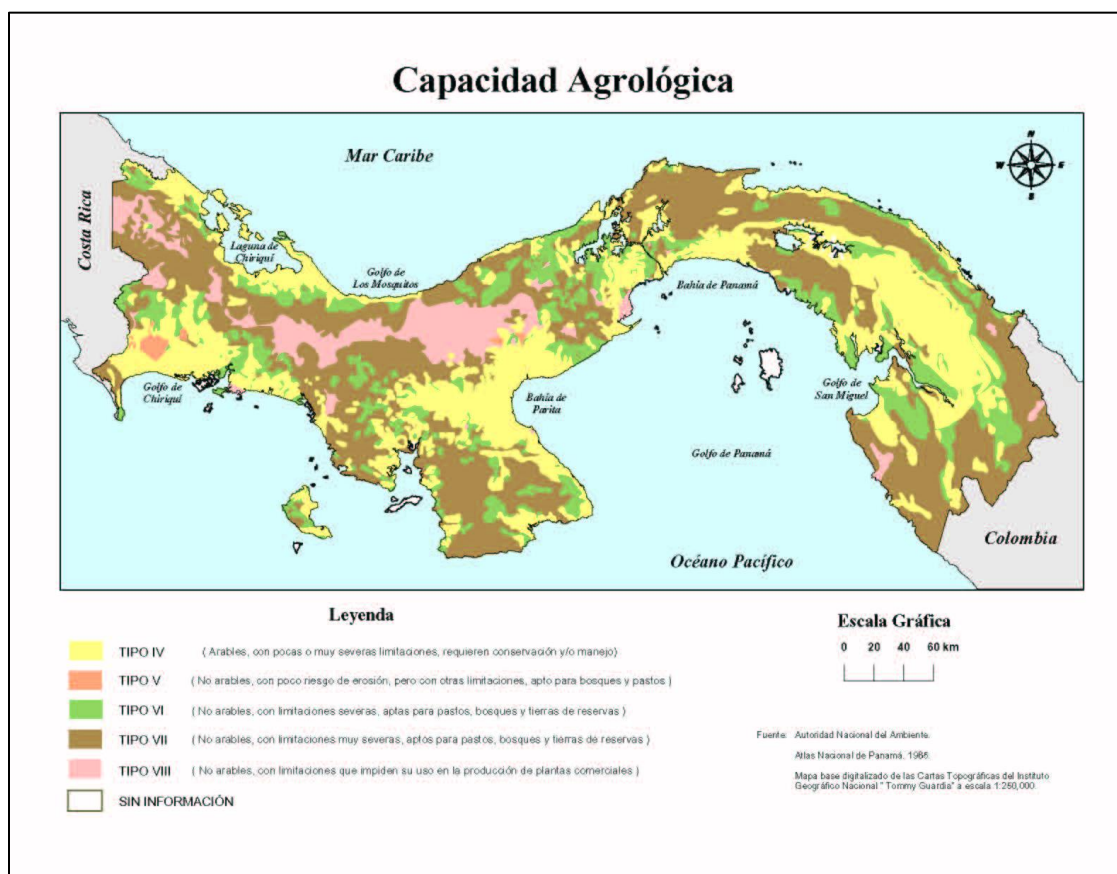 Capacidad Agrológica
Mar Caribe
N
W E
S
Costa Rica
Laguna de
Chiriquí
Golfo de
Los Mosquitos
Bahía de Panamá
Golfo de
Chiriquí
Bahía de
Parita
Golfo de
San Miguel
Golfo de Panamá
Colombia
Océano Pacífico
Leyenda
TIPO IV ( Arables, con pocas o muy severas limitaciones, requieren conservación y/o manejo)
TIPO V ( No arables, con poco riesgo de erosión, pero con otras limitaciones, apto para bosques y pastos )
TIPO VI ( No arables, con limitaciones severas, aptas para pastos, bosques y tierras de reservas )
TIPO VII ( No arables, con limitaciones muy severas, aptos para pastos, bosques y tierras de reservas )
TIPO VIII ( No arables, con limitaciones que impiden su uso en la producción de plantas comerciales )
SIN INFORMACIÓN
Escala Gráfica
0 20 40 60 km
Fuente: Autoridad Nacional del Ambiente.
Atlas Nacional de Panamá, 1988.
Mapa base digitalizado de las Cartas Topográficas del Instituto
Geográfico Nacional " Tommy Guardia" a escala 1:250,000.